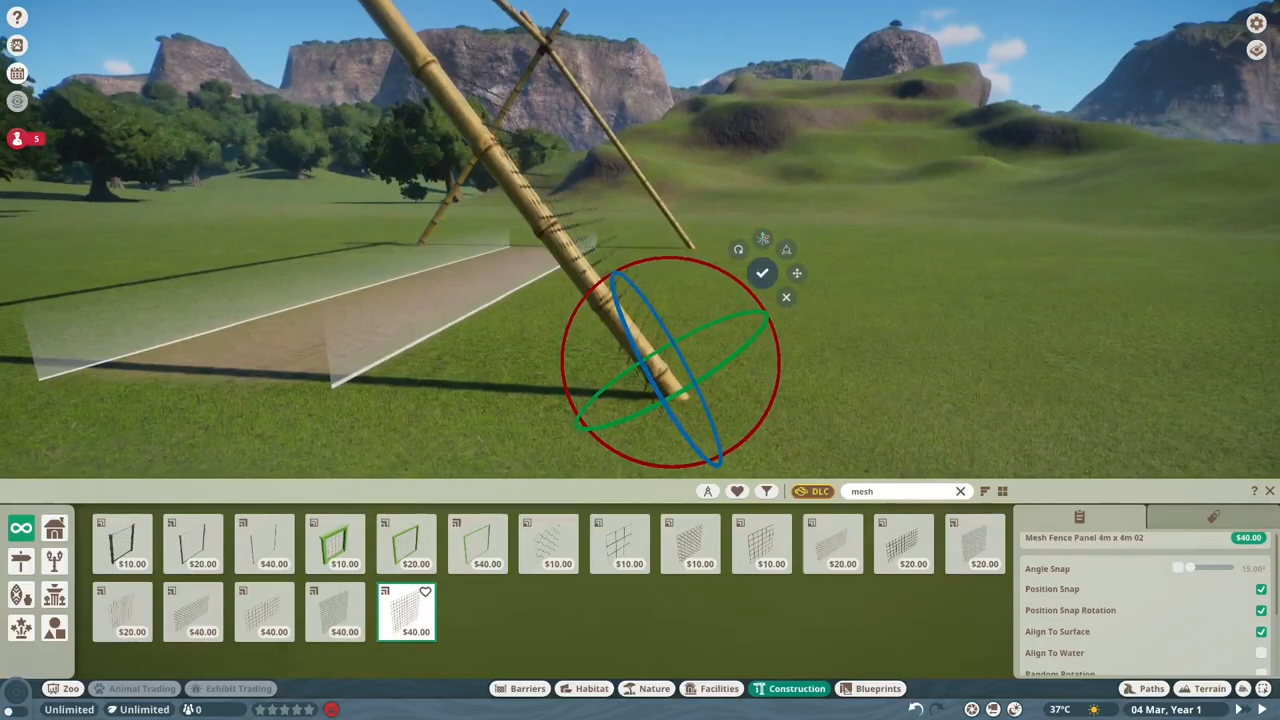 ?
5
DLC
mesh
?
$10.00
$20.00
$40.00
$10.00
$20.00
$40.00
$10.00
$10.00
$10.00
$10.00
$20.00
$20.00
$20.00
$20.00
$40.00
$40.00
$40.00
$40.00
Mesh Fence Panel 4m x 4m 02
$40.00
Angle Snap
15.00°
Position Snap
Position Snap Rotation
Align To Surface
Align To Water
Random Rotation
Zoo
Animal Trading
Exhibit Trading
Barriers
Habitat
Nature
Facilities
Construction
Blueprints
Paths
Terrain
Unlimited
Unlimited
0
37°C
04 Mar, Year 1